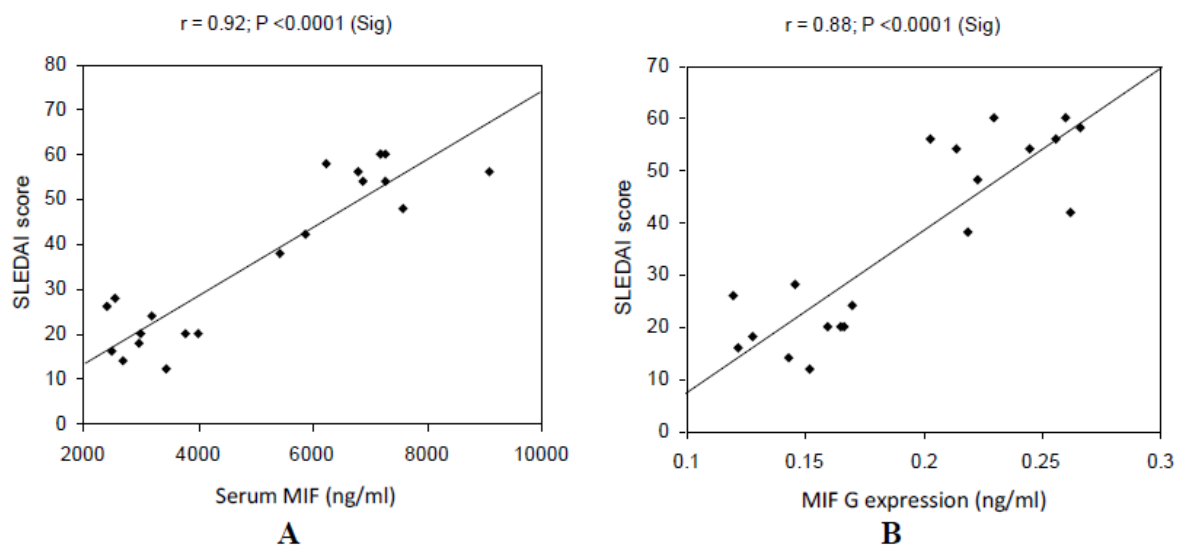 r = 0.92; P <0.0001 (Sig)
80
70
60
50
40
30
20
10
0
SLEDAI score
2000 4000 6000 8000 10000
Serum MIF (ng/ml)
A
r = 0.88; P <0.0001 (Sig)
70
60
50
40
30
20
10
0
SLEDAI score
0.1 0.15 0.2 0.25 0.3
MIF G expression (ng/ml)
B